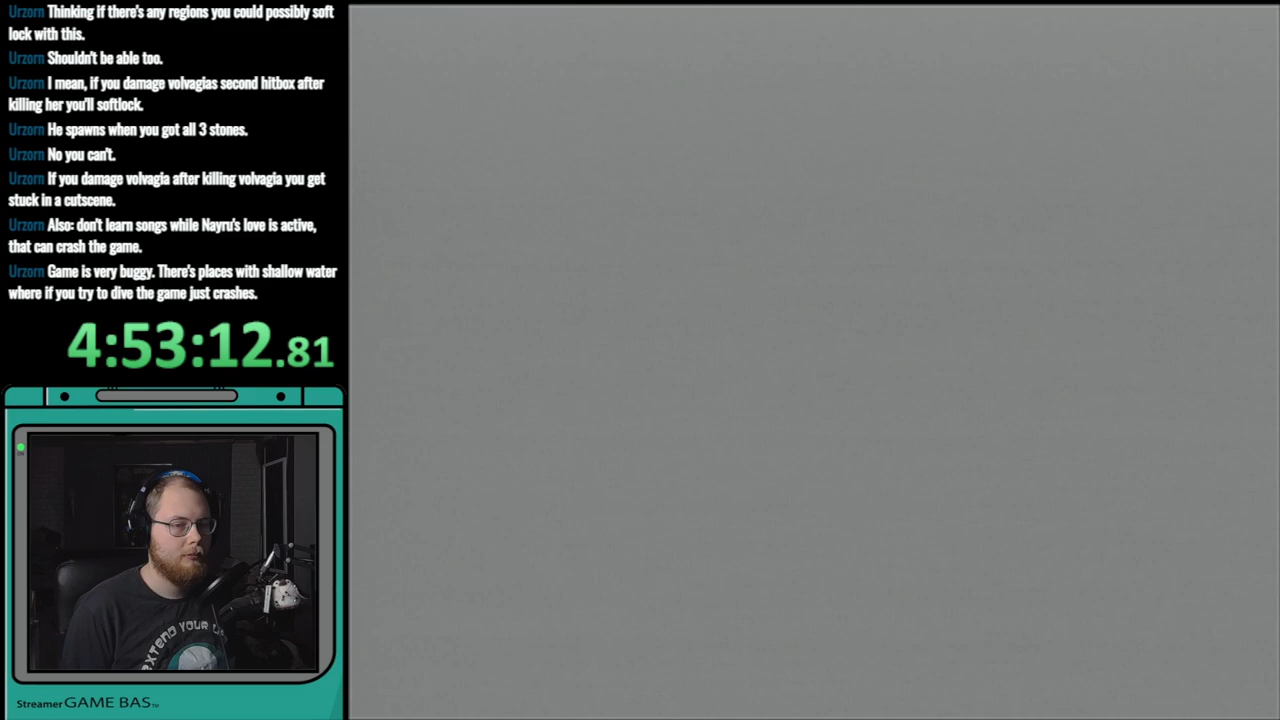 Urzorn Thinking if there's any regions you could possibly soft
lock with this.
Urzorn Shouldn't be able too.
Urzorn I mean, if you damage volvagias second hitbox after
killing her you'll softlock.
Urzorn He spawns when you got all 3 stones.
Urzorn No you can't.
Urzorn If you damage volvagia after killing volvagia you get
stuck in a cutscene.
Urzorn Also: don't learn songs while Nayru's love is active,
that can crash the game.
Urzorn Game is very buggy. There's places with shallow water
where if you try to dive the game just crashes.
4:53:12.81
EXTEND YOUR
Streamer GAME BAS™